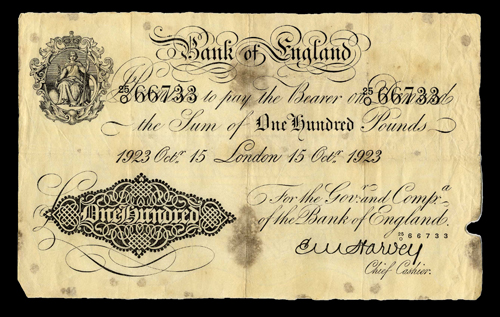 Bank of England
25/O 66733 to pay the Bearer on Demand 25/O 66733
the Sum of One Hundred Pounds
1923 Octr. 15 London 15 Octr. 1923
For the Govr. and Compa.
of the Bank of England.
One Hundred
25/O 66733
E M Harvey
Chief Cashier.